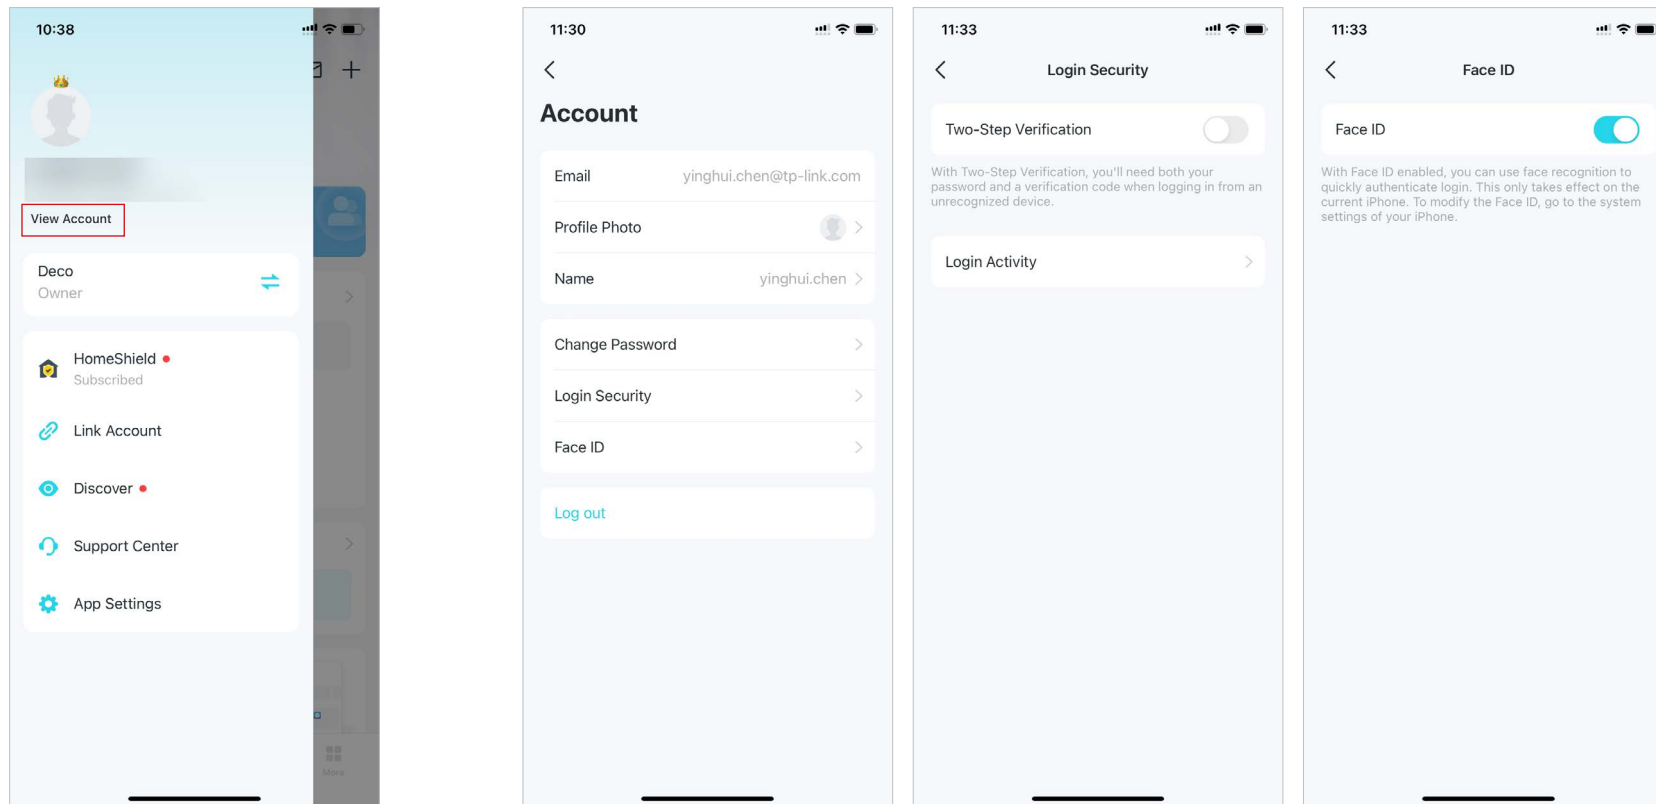 10:38
View Account
Deco
Owner
HomeShield
Subscribed
Link Account
Discover
Support Center
App Settings
More
11:30
Account
Email yinghui.chen@tp-link.com
Profile Photo
Name yinghui.chen
Change Password
Login Security
Face ID
Log out
11:33
Login Security
Two-Step Verification
With Two-Step Verification, you'll need both your
password and a verification code when logging in from an
unrecognized device.
Login Activity
11:33
Face ID
Face ID
With Face ID enabled, you can use face recognition to
quickly authenticate login. This only takes effect on the
current iPhone. To modify the Face ID, go to the system
settings of your iPhone.